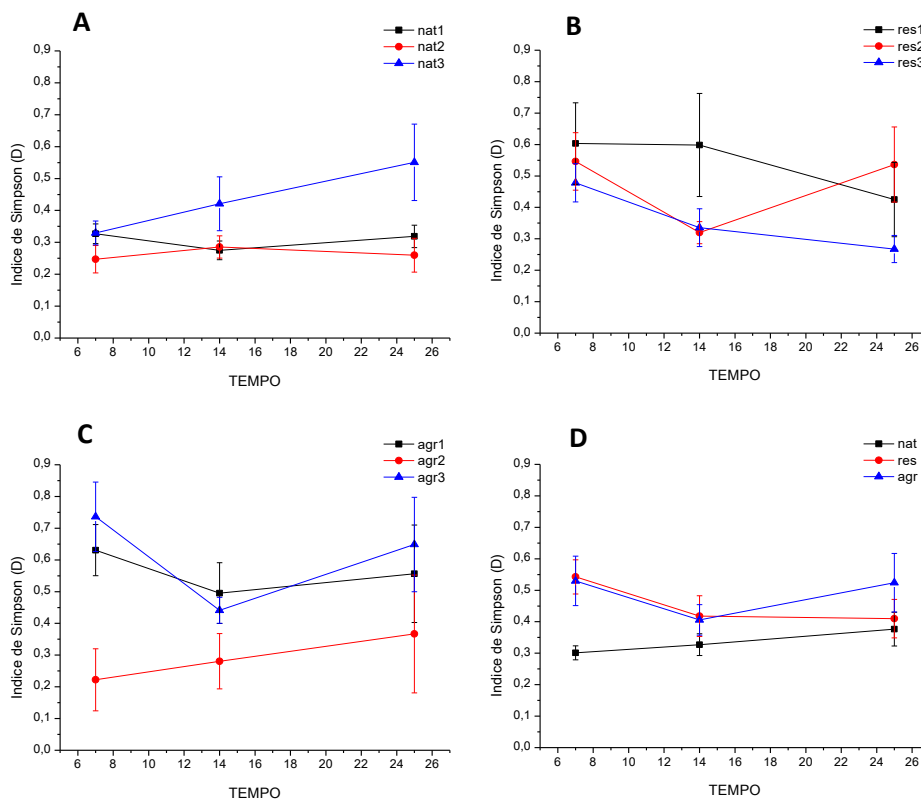 A
nat1
nat2
nat3
Indice de Simpson (D)
0,9
0,8
0,7
0,6
0,5
0,4
0,3
0,2
0,1
0,0
6 8 10 12 14 16 18 20 22 24 26
TEMPO
B
res1
res2
res3
Indice de Simpson (D)
0,9
0,8
0,7
0,6
0,5
0,4
0,3
0,2
0,1
0,0
6 8 10 12 14 16 18 20 22 24 26
TEMPO
C
agr1
agr2
agr3
Indice de Simpson (D)
0,9
0,8
0,7
0,6
0,5
0,4
0,3
0,2
0,1
0,0
6 8 10 12 14 16 18 20 22 24 26
TEMPO
D
nat
res
agr
Indice de Simpson (D)
0,9
0,8
0,7
0,6
0,5
0,4
0,3
0,2
0,1
0,0
6 8 10 12 14 16 18 20 22 24 26
TEMPO